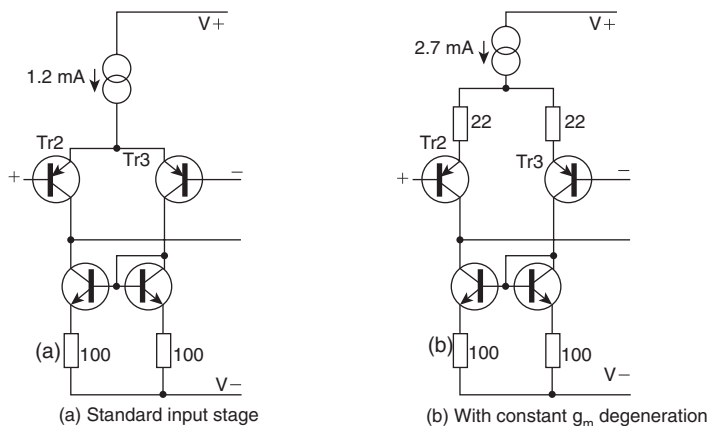 V+
1.2 mA
Tr2
Tr3
+
−
(a)
100
100
V−
(a) Standard input stage
V+
2.7 mA
22
22
Tr2
Tr3
+
−
(b)
100
100
V−
(b) With constant gm degeneration